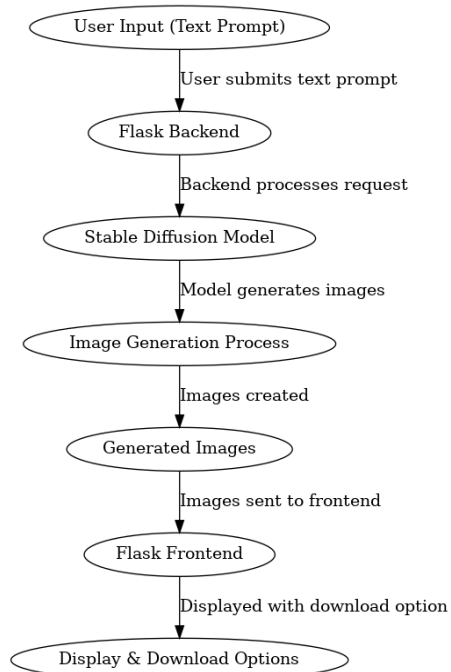 User Input (Text Prompt)
User submits text prompt
Flask Backend
Backend processes request
Stable Diffusion Model
Model generates images
Image Generation Process
Images created
Generated Images
Images sent to frontend
Flask Frontend
Displayed with download option
Display & Download Options